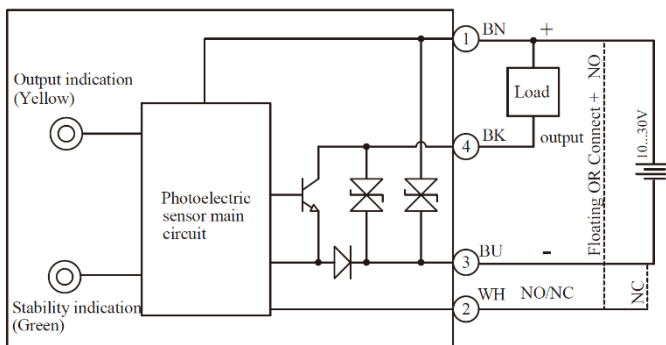 1 BN +
Output indication
(Yellow)
Load
Floating OR Connect + NO
10...30V
4 BK output
Photoelectric
sensor main
circuit
3 BU -
Stability indication
(Green)
2 WH NO/NC
NC